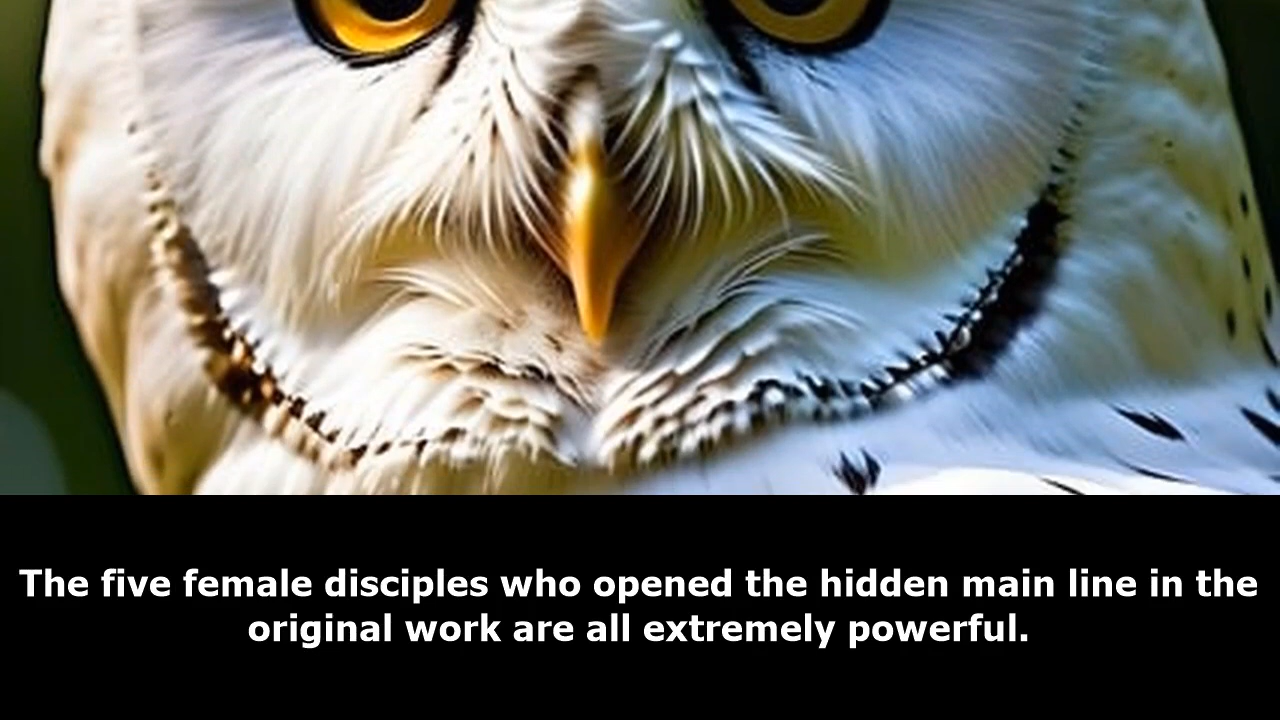 The five female disciples who opened the hidden main line in the
original work are all extremely powerful.